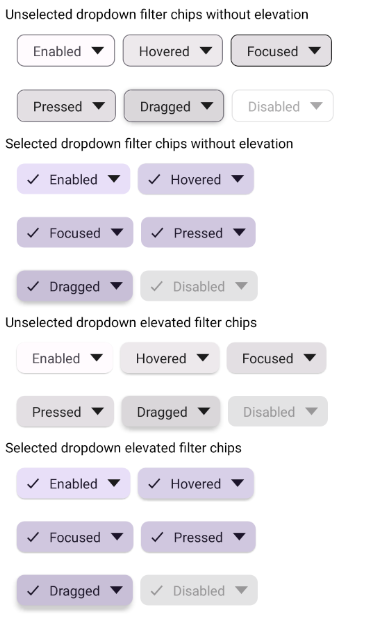 Unselected dropdown filter chips without elevation
Enabled Hovered Focused
Pressed Dragged Disabled
Selected dropdown filter chips without elevation
Enabled Hovered
Focused Pressed
Dragged Disabled
Unselected dropdown elevated filter chips
Enabled Hovered Focused
Pressed Dragged Disabled
Selected dropdown elevated filter chips
Enabled Hovered
Focused Pressed
Dragged Disabled